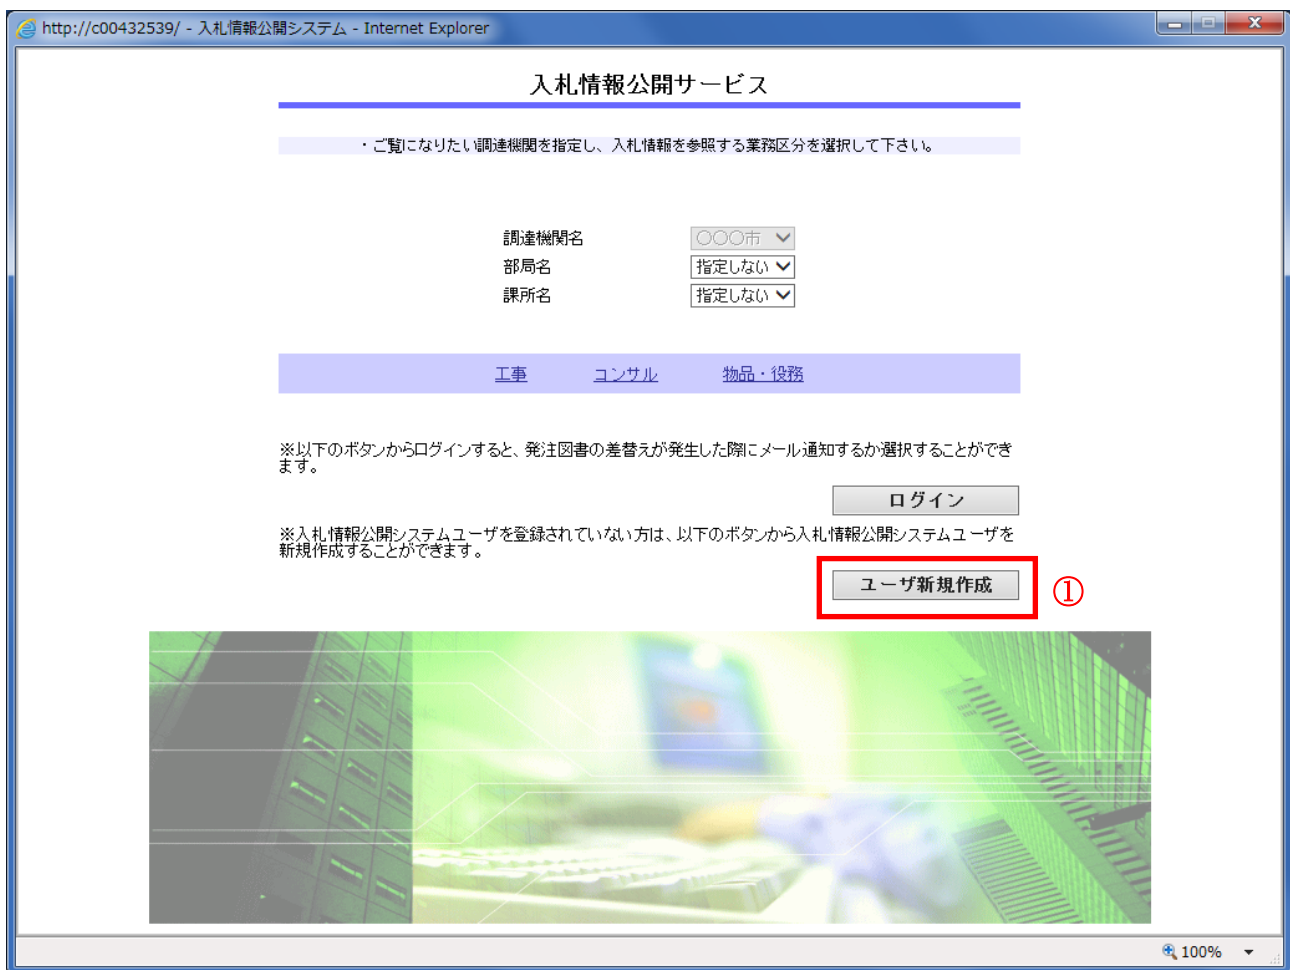 http://c00432539/ - 入札情報公開システム - Internet Explorer
入札情報公開サービス
・ご覧になりたい調達機関を指定し、入札情報を参照する業務区分を選択して下さい。
調達機関名 〇〇〇市
部局名 指定しない
課所名 指定しない
工事 コンサル 物品・役務
※以下のボタンからログインすると、発注図書の差替えが発生した際にメール通知するか選択することができ
ます。
ログイン
※入札情報公開システムユーザを登録されていない方は、以下のボタンから入札情報公開システムユーザを
新規作成することができます。
ユーザ新規作成 ①
100%